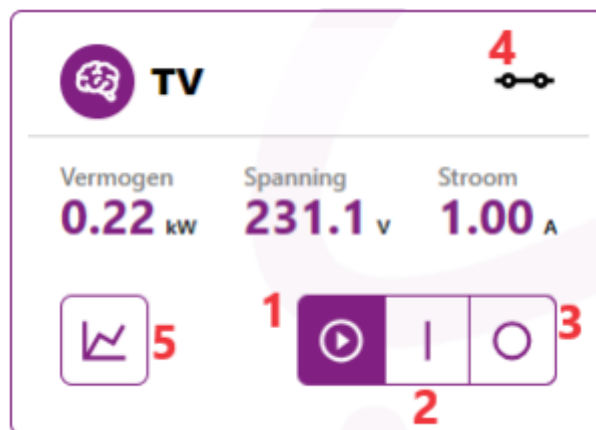 TV
4
Vermogen Spanning Stroom
0.22 kW 231.1 V 1.00 A
5 1 3
2